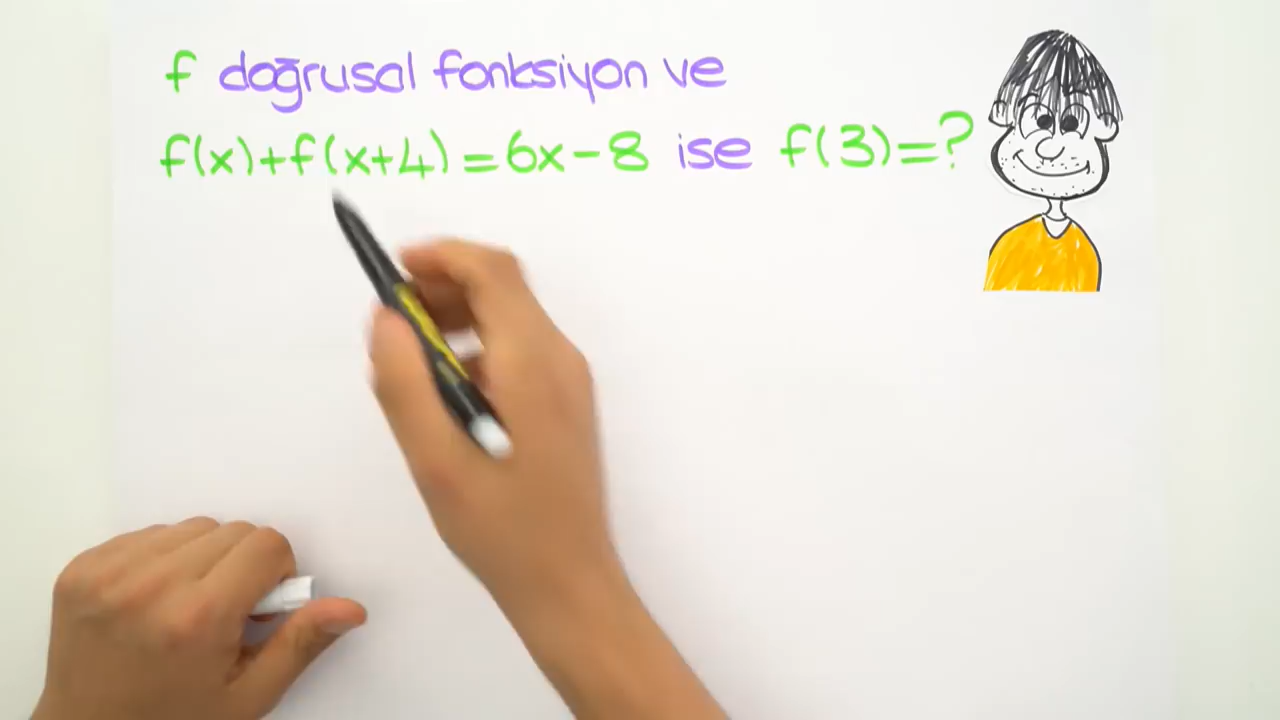 f doğrusal fonksiyon ve
f(x)+f(x+4)=6x-8 ise f(3)=?